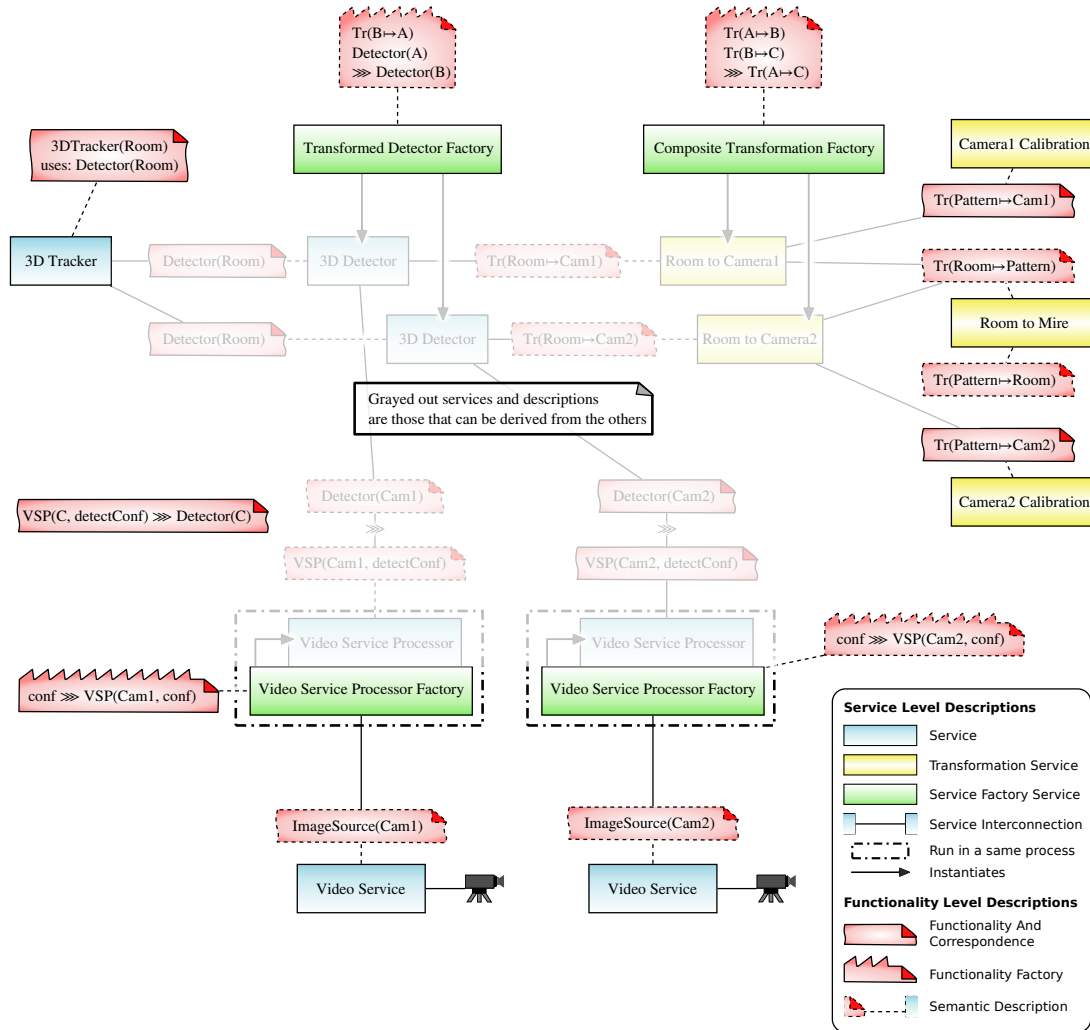 Tr(B↦A)
Detector(A)
⋙ Detector(B)
Tr(A↦B)
Tr(B↦C)
⋙ Tr(A↦C)
3DTracker(Room)
uses: Detector(Room)
Transformed Detector Factory
Composite Transformation Factory
Camera1 Calibration
Tr(Pattern↦Cam1)
3D Tracker
Detector(Room)
3D Detector
Tr(Room↦Cam1)
Room to Camera1
Tr(Room↦Pattern)
Room to Mire
Detector(Room)
3D Detector
Tr(Room↦Cam2)
Room to Camera2
Tr(Pattern↦Room)
Grayed out services and descriptions
are those that can be derived from the others
Tr(Pattern↦Cam2)
Camera2 Calibration
VSP(C, detectConf) ⋙ Detector(C)
Detector(Cam1)
⋙
VSP(Cam1, detectConf)
Detector(Cam2)
⋙
VSP(Cam2, detectConf)
Video Service Processor
Video Service Processor
conf ⋙ VSP(Cam2, conf)
conf ⋙ VSP(Cam1, conf)
Video Service Processor Factory
Video Service Processor Factory
ImageSource(Cam1)
ImageSource(Cam2)
Video Service
Video Service
Service Level Descriptions
Service
Transformation Service
Service Factory Service
Service Interconnection
Run in a same process
Instantiates
Functionality Level Descriptions
Functionality And
Correspondence
Functionality Factory
Semantic Description